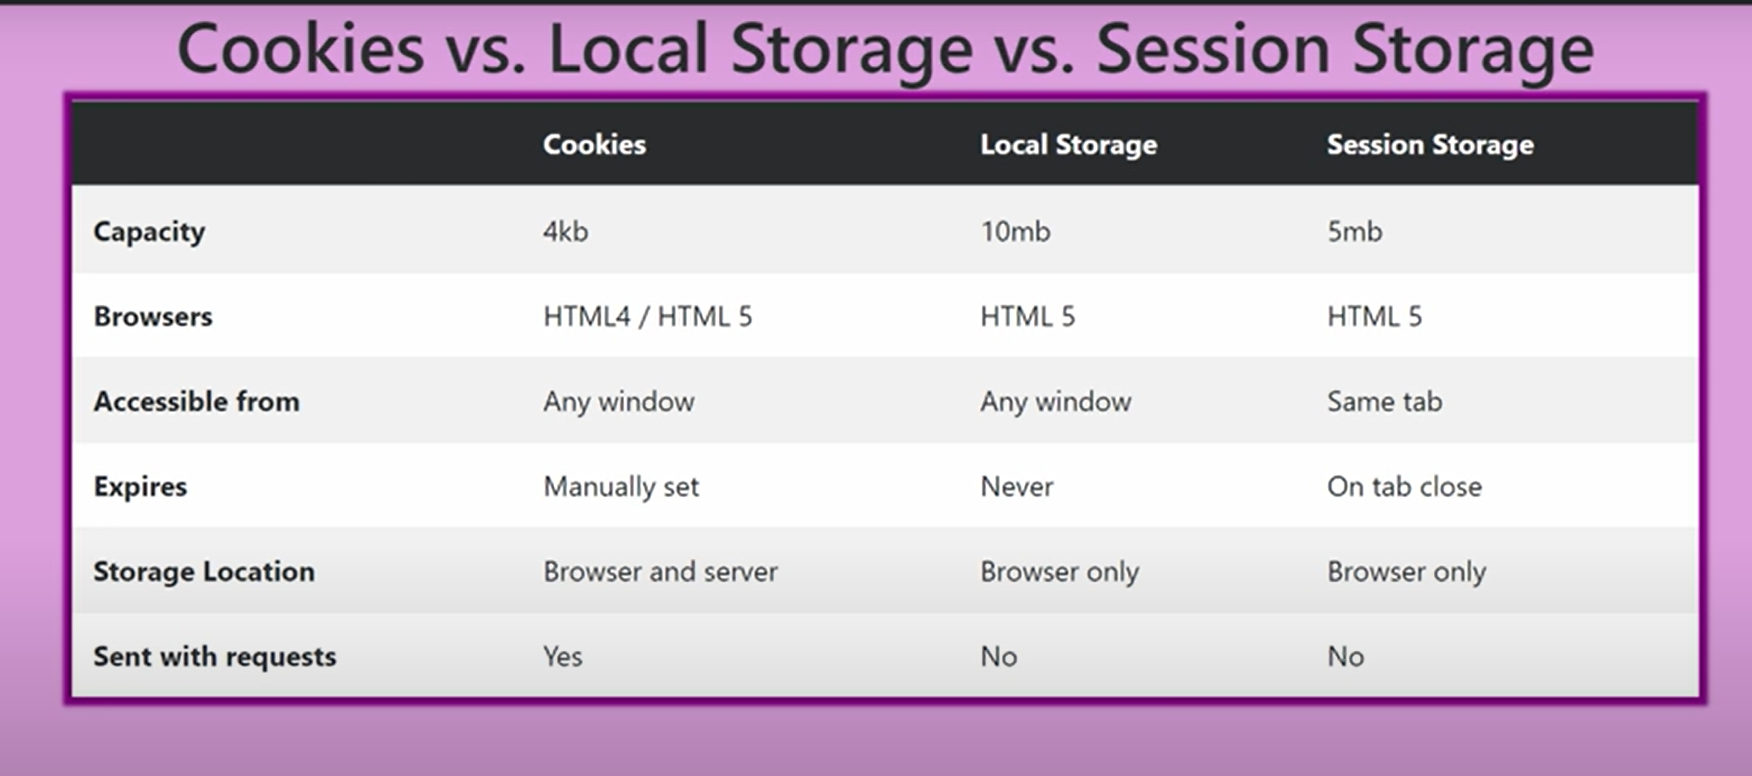 Cookies vs. Local Storage vs. Session Storage
Cookies Local Storage Session Storage
Capacity 4kb 10mb 5mb
Browsers HTML4 / HTML 5 HTML 5 HTML 5
Accessible from Any window Any window Same tab
Expires Manually set Never On tab close
Storage Location Browser and server Browser only Browser only
Sent with requests Yes No No